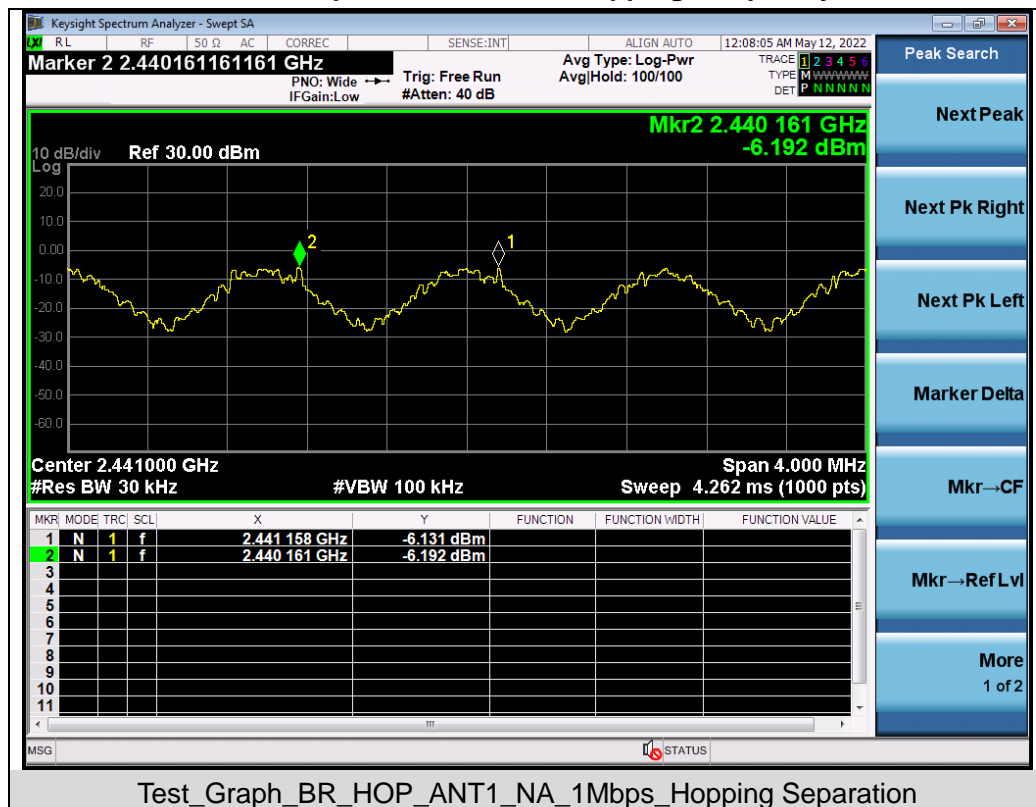 Keysight Spectrum Analyzer - Swept SA
LXI RL RF 50 Ω AC CORREC SENSE:INT ALIGN AUTO 12:08:05 AM May 12, 2022
Marker 2 2.440161161161 GHz
PNO: Wide
IFGain:Low
Trig: Free Run
#Atten: 40 dB
Avg Type: Log-Pwr
Avg|Hold: 100/100
TRACE 1 2 3 4 5 6
TYPE M WWWWW
DET P N N N N N
Mkr2 2.440 161 GHz
-6.192 dBm
10 dB/div Ref 30.00 dBm
Log
20.0
10.0
0.00
-10.0
-20.0
-30.0
-40.0
-50.0
-60.0
2
1
Center 2.441000 GHz Span 4.000 MHz
#Res BW 30 kHz #VBW 100 kHz Sweep 4.262 ms (1000 pts)
MKR MODE TRC SCL X Y FUNCTION FUNCTION WIDTH FUNCTION VALUE
1 N 1 f 2.441 158 GHz -6.131 dBm
2 N 1 f 2.440 161 GHz -6.192 dBm
3
4
5
6
7
8
9
10
11
MSG STATUS
Peak Search
Next Peak
Next Pk Right
Next Pk Left
Marker Delta
Mkr→CF
Mkr→Ref Lvl
More
1 of 2
Test_Graph_BR_HOP_ANT1_NA_1Mbps_Hopping Separation